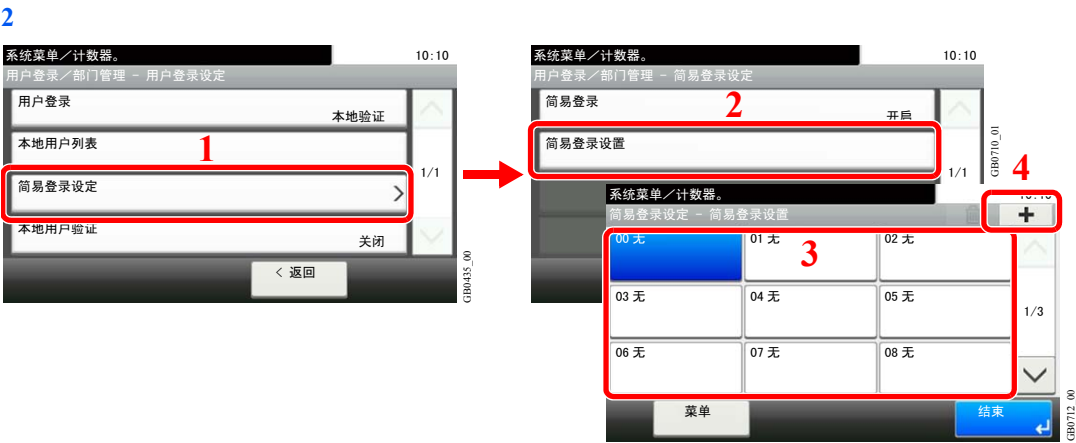 2
系统菜单／计数器。 10:10
用户登录／部门管理 - 用户登录设定
用户登录
本地验证
本地用户列表
1
1/1
简易登录设定
本地用户验证
关闭
< 返回
GB0435_00
系统菜单／计数器。 10:10
用户登录／部门管理 - 简易登录设定
简易登录
2
开启
简易登录设置
1/1
GB0710_01
4
系统菜单／计数器。 10:10
简易登录设定 - 简易登录设置
+
00 无 01 无 02 无
3
03 无 04 无 05 无
1/3
06 无 07 无 08 无
菜单 结束
GB0712_00